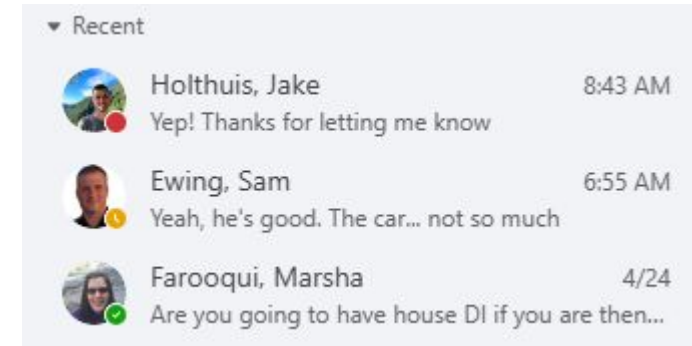 Recent
Holthuis, Jake 8:43 AM
Yep! Thanks for letting me know
Ewing, Sam 6:55 AM
Yeah, he's good. The car... not so much
Farooqui, Marsha 4/24
Are you going to have house DI if you are then...